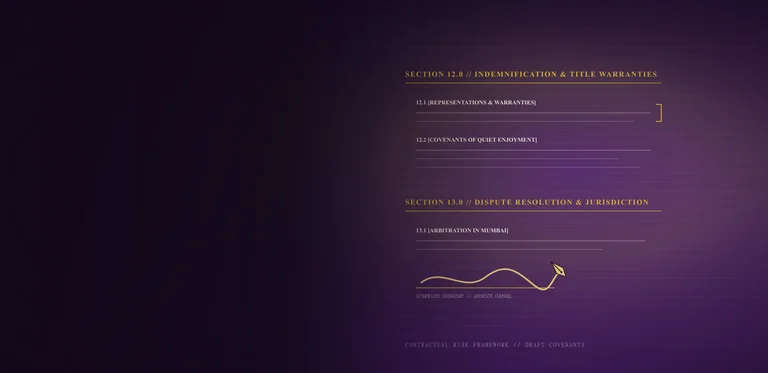 SECTION 12.0 // INDEMNIFICATION & TITLE WARRANTIES
12.1 [REPRESENTATIONS & WARRANTIES]
12.2 [COVENANTS OF QUIET ENJOYMENT]
SECTION 13.0 // DISPUTE RESOLUTION & JURISDICTION
13.1 [ARBITRATION IN MUMBAI]
AUTHORIZED SIGNATORY // ADVOCATE COUNSEL
CONTRACTUAL RISK FRAMEWORK // DRAFT COVENANTS